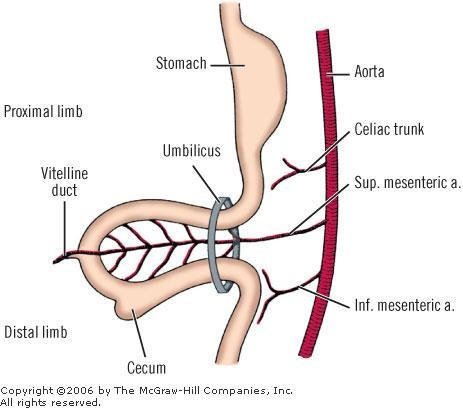 Stomach
Aorta
Proximal limb
Celiac trunk
Umbilicus
Vitelline
duct
Sup. mesenteric a.
Inf. mesenteric a.
Distal limb
Cecum
Copyright ©2006 by The McGraw-Hill Companies, Inc.
All rights reserved.